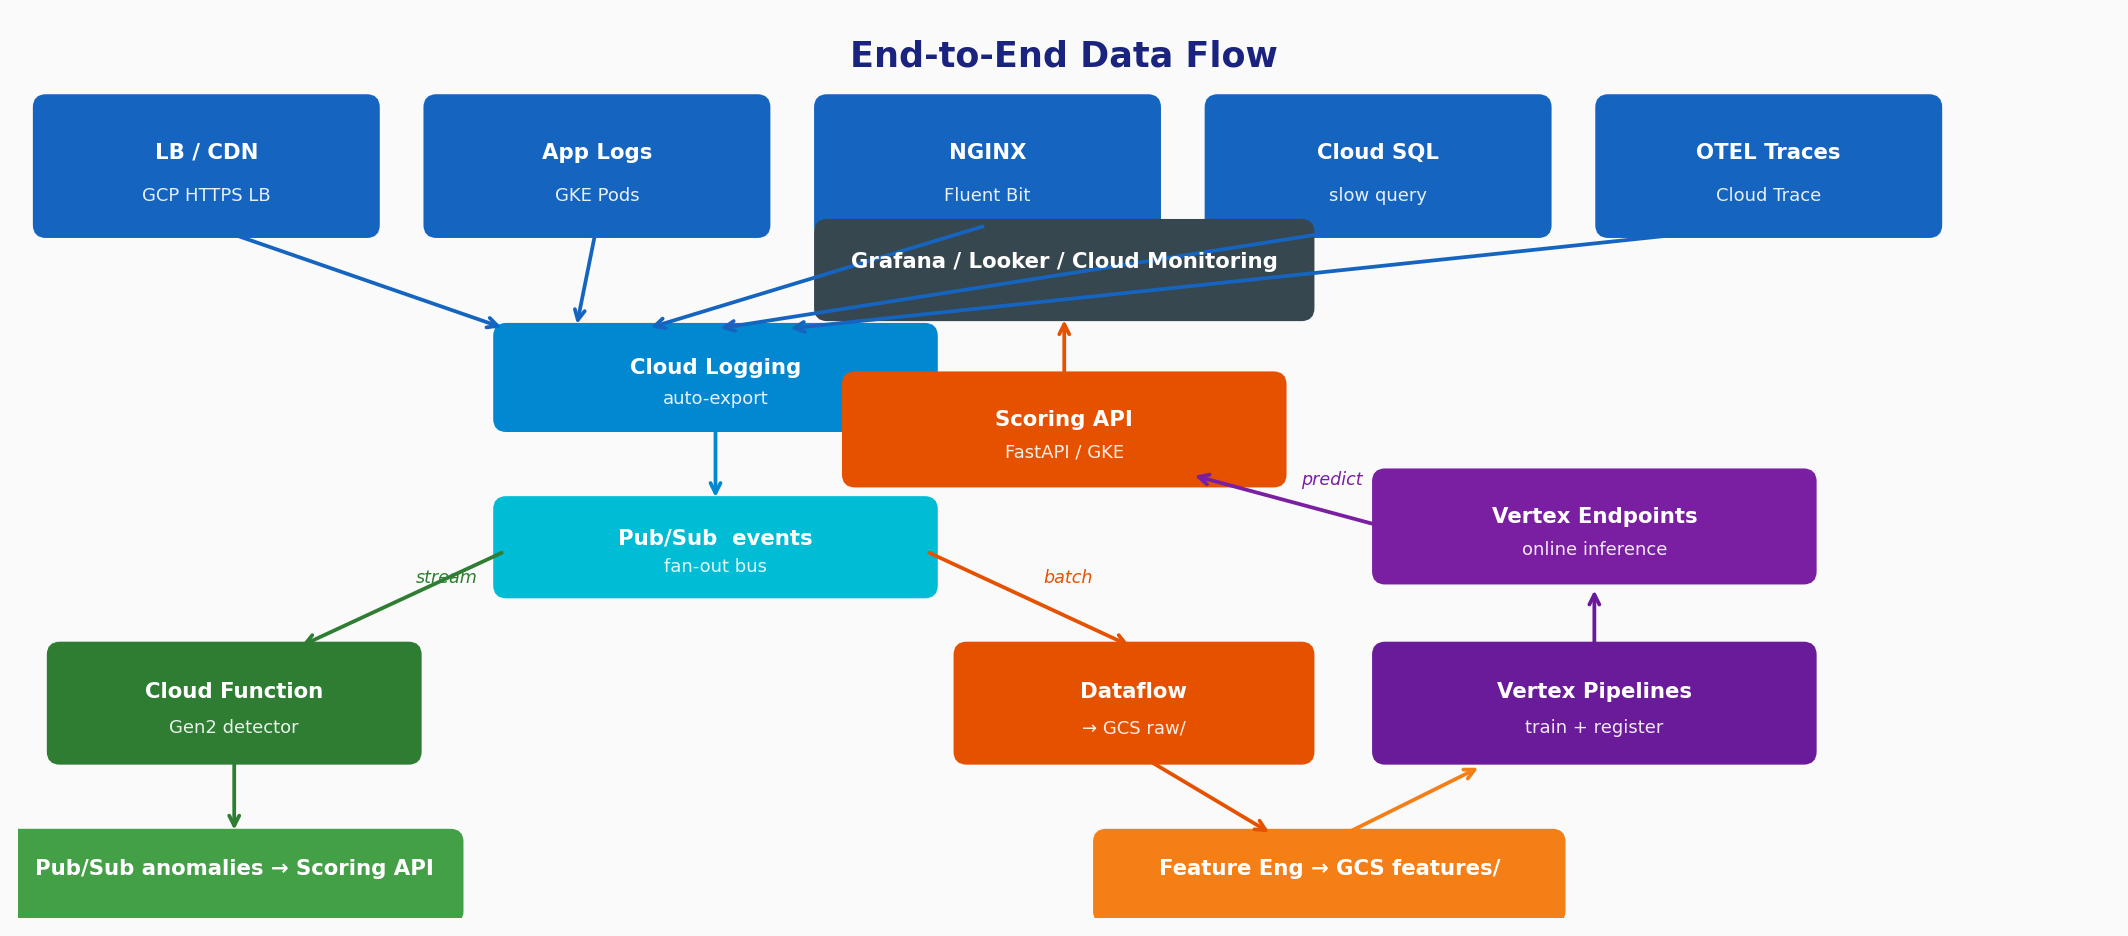 End-to-End Data Flow
LB / CDN
GCP HTTPS LB
App Logs
GKE Pods
NGINX
Fluent Bit
Cloud SQL
slow query
OTEL Traces
Cloud Trace
Grafana / Looker / Cloud Monitoring
Cloud Logging
auto-export
Scoring API
FastAPI / GKE
predict
Vertex Endpoints
online inference
Pub/Sub  events
fan-out bus
stream
batch
Cloud Function
Gen2 detector
Dataflow
→ GCS raw/
Vertex Pipelines
train + register
Pub/Sub anomalies → Scoring API
Feature Eng → GCS features/